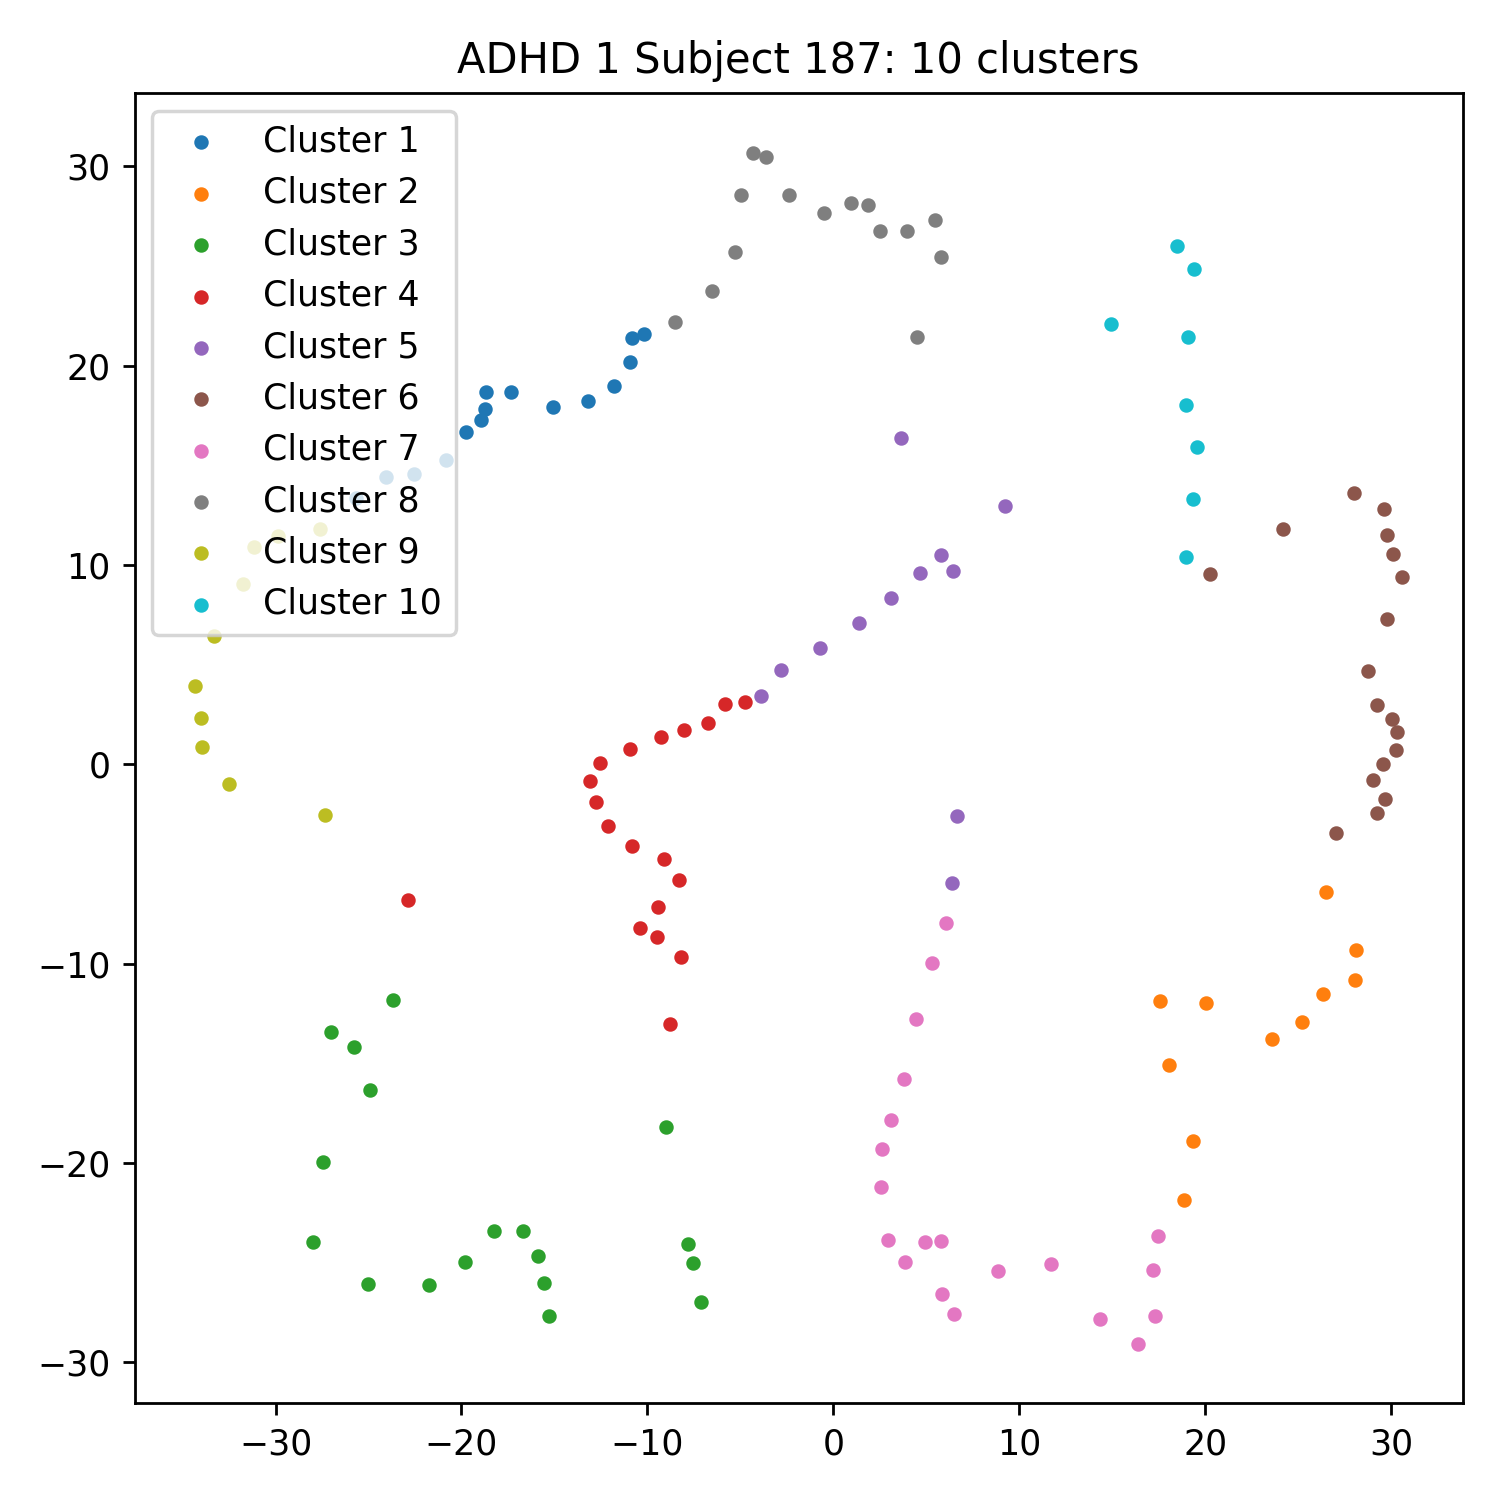 ADHD 1 Subject 187: 10 clusters
Cluster 1
Cluster 2
Cluster 3
Cluster 4
Cluster 5
Cluster 6
Cluster 7
Cluster 8
Cluster 9
Cluster 10
30
20
10
0
−10
−20
−30
−30 −20 −10 0 10 20 30